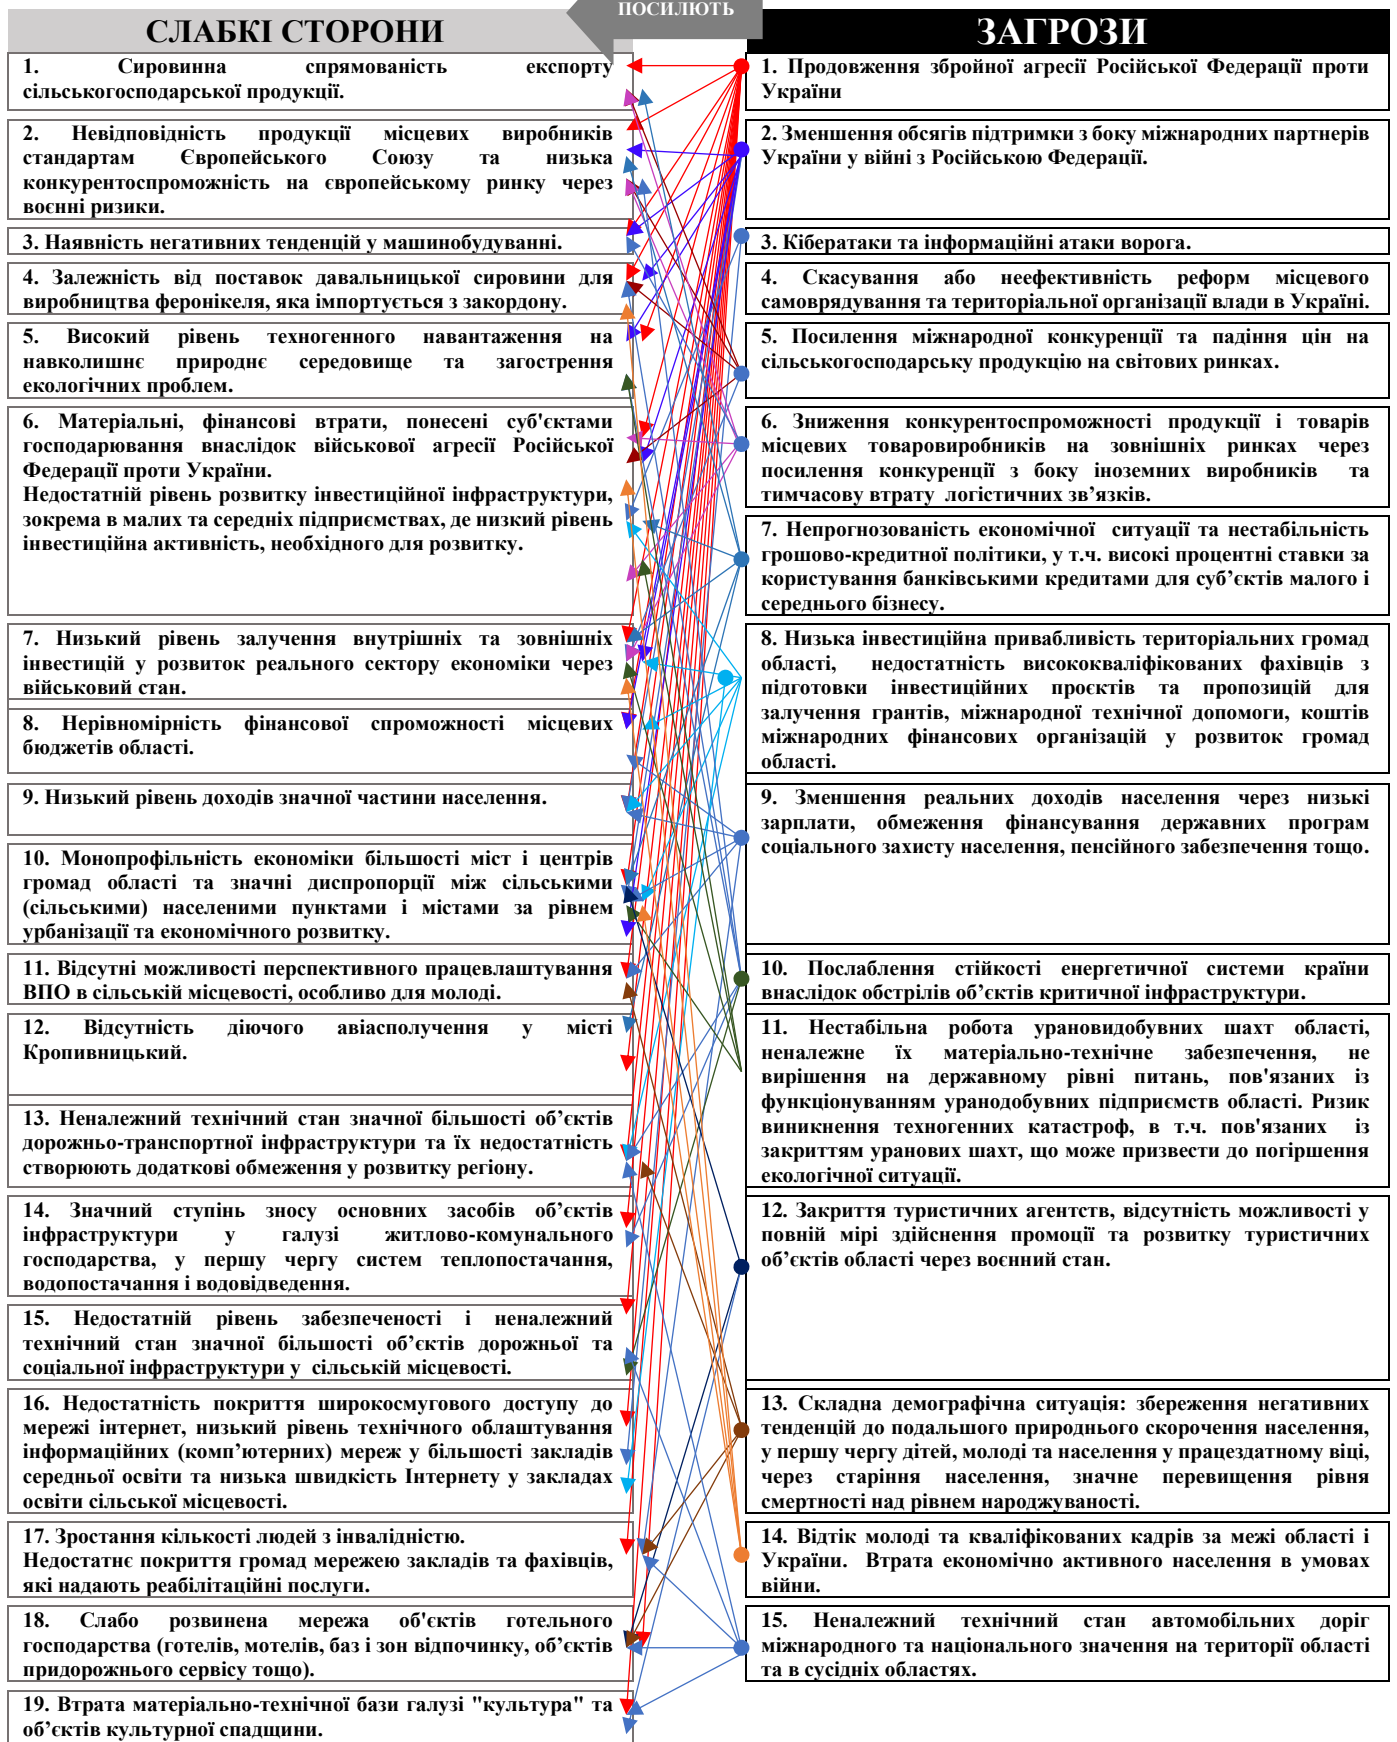 ПОСИЛЮТЬ
СЛАБКІ СТОРОНИ
1. Сировинна спрямованість експорту
сільськогосподарської продукції.
2. Невідповідність продукції місцевих виробників
стандартам Європейського Союзу та низька
конкурентоспроможність на європейському ринку через
воєнні ризики.
3. Наявність негативних тенденцій у машинобудуванні.
4. Залежність від поставок давальницької сировини для
виробництва феронікеля, яка імпортується з закордону.
5. Високий рівень техногенного навантаження на
навколишнє природнє середовище та загострення
екологічних проблем.
6. Матеріальні, фінансові втрати, понесені суб'єктами
господарювання внаслідок військової агресії Російської
Федерації проти України.
Недостатній рівень розвитку інвестиційної інфраструктури,
зокрема в малих та середніх підприємствах, де низкий рівень
інвестиційна активність, необхідного для розвитку.
7. Низький рівень залучення внутрішніх та зовнішніх
інвестицій у розвиток реального сектору економіки через
військовий стан.
8. Нерівномірність фінансової спроможності місцевих
бюджетів області.
9. Низький рівень доходів значної частини населення.
10. Монопрофільність економіки більшості міст і центрів
громад області та значні диспропорції між сільськими
(сільськими) населеними пунктами і містами за рівнем
урбанізації та економічного розвитку.
11. Відсутні можливості перспективного працевлаштування
ВПО в сільській місцевості, особливо для молоді.
12. Відсутність діючого авіасполучення у місті
Кропивницький.
13. Неналежний технічний стан значної більшості об’єктів
дорожньо-транспортної інфраструктури та їх недостатність
створюють додаткові обмеження у розвитку регіону.
14. Значний ступінь зносу основних засобів об’єктів
інфраструктури у галузі житлово-комунального
господарства, у першу чергу систем теплопостачання,
водопостачання і водовідведення.
15. Недостатній рівень забезпеченості і неналежний
технічний стан значної більшості об’єктів дорожньої та
соціальної інфраструктури у сільській місцевості.
16. Недостатність покриття широкосмугового доступу до
мережі інтернет, низький рівень технічного облаштування
інформаційних (комп’ютерних) мереж у більшості закладів
середньої освіти та низька швидкість Інтернету у закладах
освіти сільської місцевості.
17. Зростання кількості людей з інвалідністю.
Недостатнє покриття громад мережею закладів та фахівців,
які надають реабілітаційні послуги.
18. Слабо розвинена мережа об'єктів готельного
господарства (готелів, мотелів, баз і зон відпочинку, об’єктів
придорожнього сервісу тощо).
19. Втрата матеріально-технічної бази галузі "культура" та
об’єктів культурної спадщини.
ЗАГРОЗИ
1. Продовження збройної агресії Російської Федерації проти
України
2. Зменшення обсягів підтримки з боку міжнародних партнерів
України у війні з Російською Федерації.
3. Кібератаки та інформаційні атаки ворога.
4. Скасування або неефективність реформ місцевого
самоврядування та територіальної організації влади в Україні.
5. Посилення міжнародної конкуренції та падіння цін на
сільськогосподарську продукцію на світових ринках.
6. Зниження конкурентоспроможності продукції і товарів
місцевих товаровиробників на зовнішніх ринках через
посилення конкуренції з боку іноземних виробників та
тимчасову втрату логістичних зв’язків.
7. Непрогнозованість економічної ситуації та нестабільність
грошово-кредитної політики, у т.ч. високі процентні ставки за
користування банківськими кредитами для суб’єктів малого і
середнього бізнесу.
8. Низька інвестиційна привабливість територіальних громад
області, недостатність висококваліфікованих фахівців з
підготовки інвестиційних проєктів та пропозицій для
залучення грантів, міжнародної технічної допомоги, коштів
міжнародних фінансових організацій у розвиток громад
області.
9. Зменшення реальних доходів населення через низькі
зарплати, обмеження фінансування державних програм
соціального захисту населення, пенсійного забезпечення тощо.
10. Послаблення стійкості енергетичної системи країни
внаслідок обстрілів об’єктів критичної інфраструктури.
11. Нестабільна робота урановидобувних шахт області,
неналежне їх матеріально-технічне забезпечення, не
вирішення на державному рівні питань, пов'язаних із
функціонуванням уранодобувних підприємств області. Ризик
виникнення техногенних катастроф, в т.ч. пов'язаних із
закриттям уранових шахт, що може призвести до погіршення
екологічної ситуації.
12. Закриття туристичних агентств, відсутність можливості у
повній мірі здійснення промоції та розвитку туристичних
об’єктів області через воєнний стан.
13. Складна демографічна ситуація: збереження негативних
тенденцій до подальшого природнього скорочення населення,
у першу чергу дітей, молоді та населення у працездатному віці,
через старіння населення, значне перевищення рівня
смертності над рівнем народжуваності.
14. Відтік молоді та кваліфікованих кадрів за межі області і
України. Втрата економічно активного населення в умовах
війни.
15. Неналежний технічний стан автомобільних доріг
міжнародного та національного значення на території області
та в сусідніх областях.